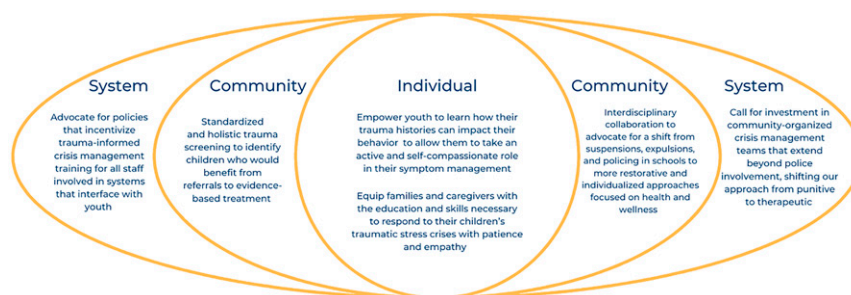 System
Advocate for policies
that incentivize
trauma-informed
crisis management
training for all staff
involved in systems
that interface with
youth
Community
Standardized
and holistic trauma
screening to identify
children who would
benefit from
referrals to evidence-
based treatment
Individual
Empower youth to learn how their
trauma histories can impact their
behavior to allow them to take an
active and self-compassionate role
in their symptom management
Equip families and caregivers with
the education and skills necessary
to respond to their children's
traumatic stress crises with patience
and empathy
Community
Interdisciplinary
collaboration to
advocate for a shift from
suspensions, expulsions,
and policing in schools to
more restorative and
individualized approaches
focused on health and
wellness
System
Call for investment in
community-organized
crisis management
teams that extend
beyond police
involvement, shifting our
approach from punitive
to therapeutic